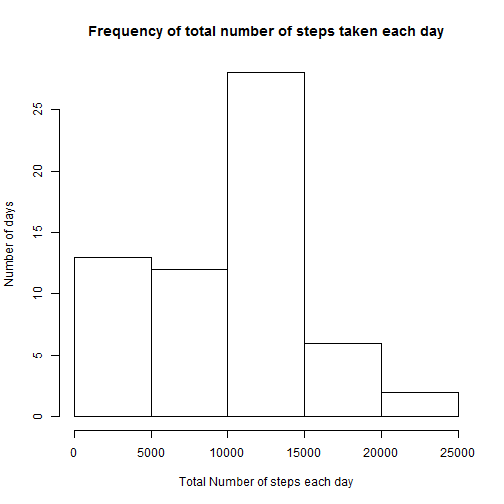 Frequency of total number of steps taken each day
Number of days
25
20
15
10
5
0
0 5000 10000 15000 20000 25000
Total Number of steps each day